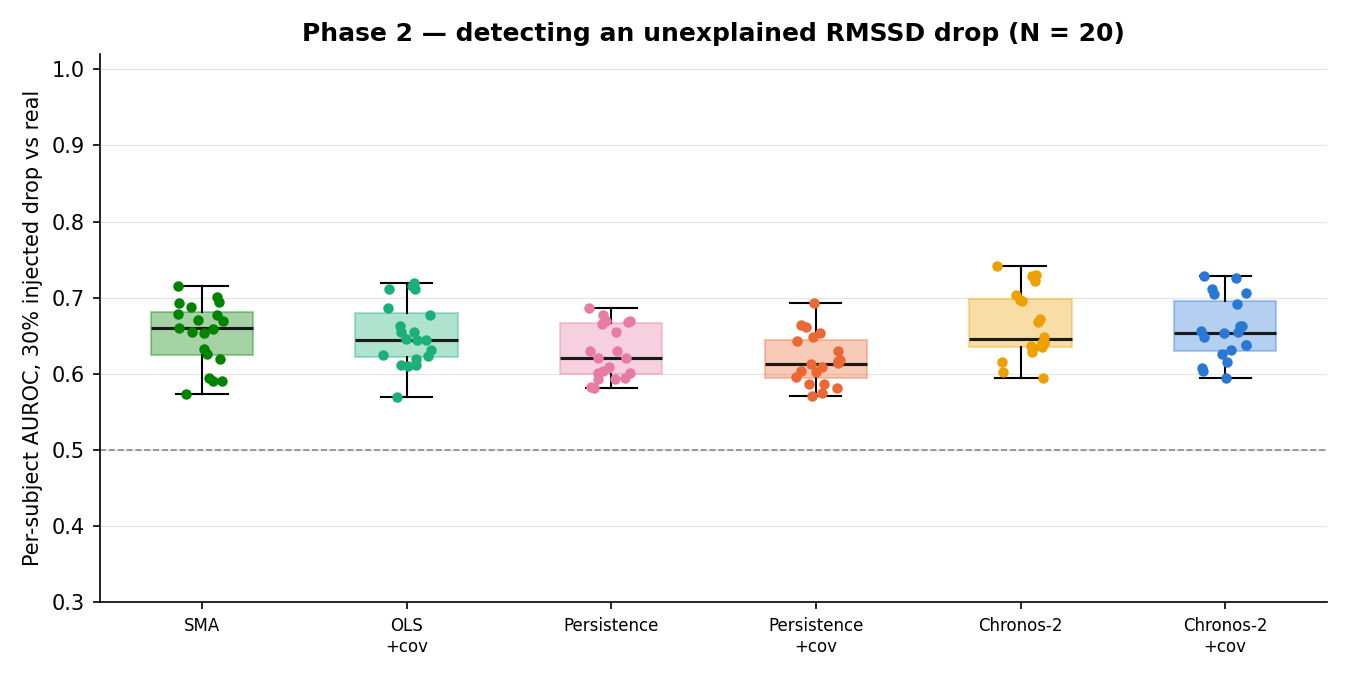 Phase 2 — detecting an unexplained RMSSD drop (N = 20)
Per-subject AUROC, 30% injected drop vs real
1.0
0.9
0.8
0.7
0.6
0.5
0.4
0.3
SMA
OLS
+cov
Persistence
Persistence
+cov
Chronos-2
Chronos-2
+cov